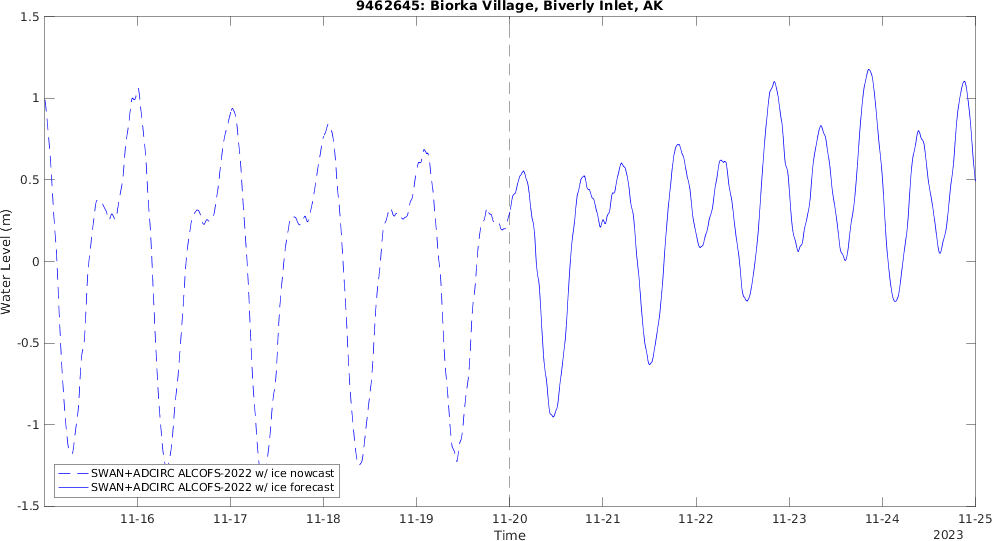 9462645: Biorka Village, Biverly Inlet, AK
1.5
1
0.5
0
-0.5
-1
-1.5
Water Level (m)
SWAN+ADCIRC ALCOFS-2022 w/ ice nowcast
SWAN+ADCIRC ALCOFS-2022 w/ ice forecast
11-16 11-17 11-18 11-19 11-20 11-21 11-22 11-23 11-24 11-25
Time
2023